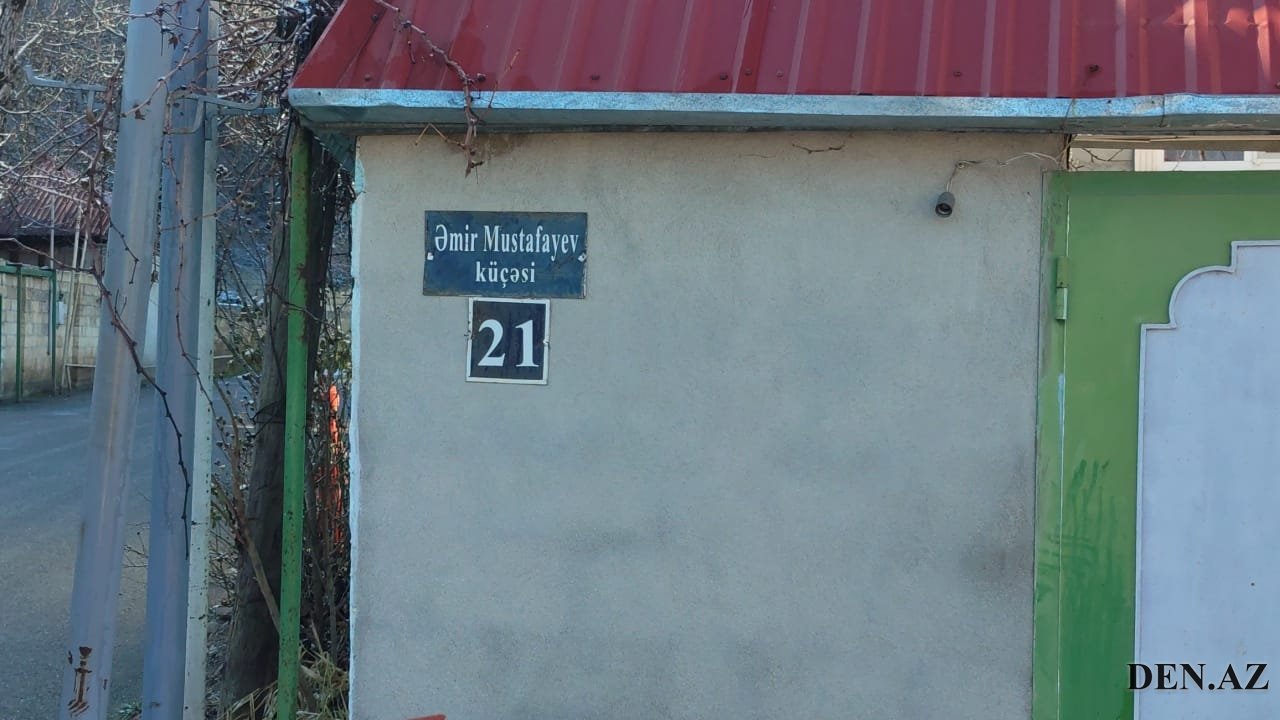 Əmir Mustafayev
küçəsi
21
DEN.AZ